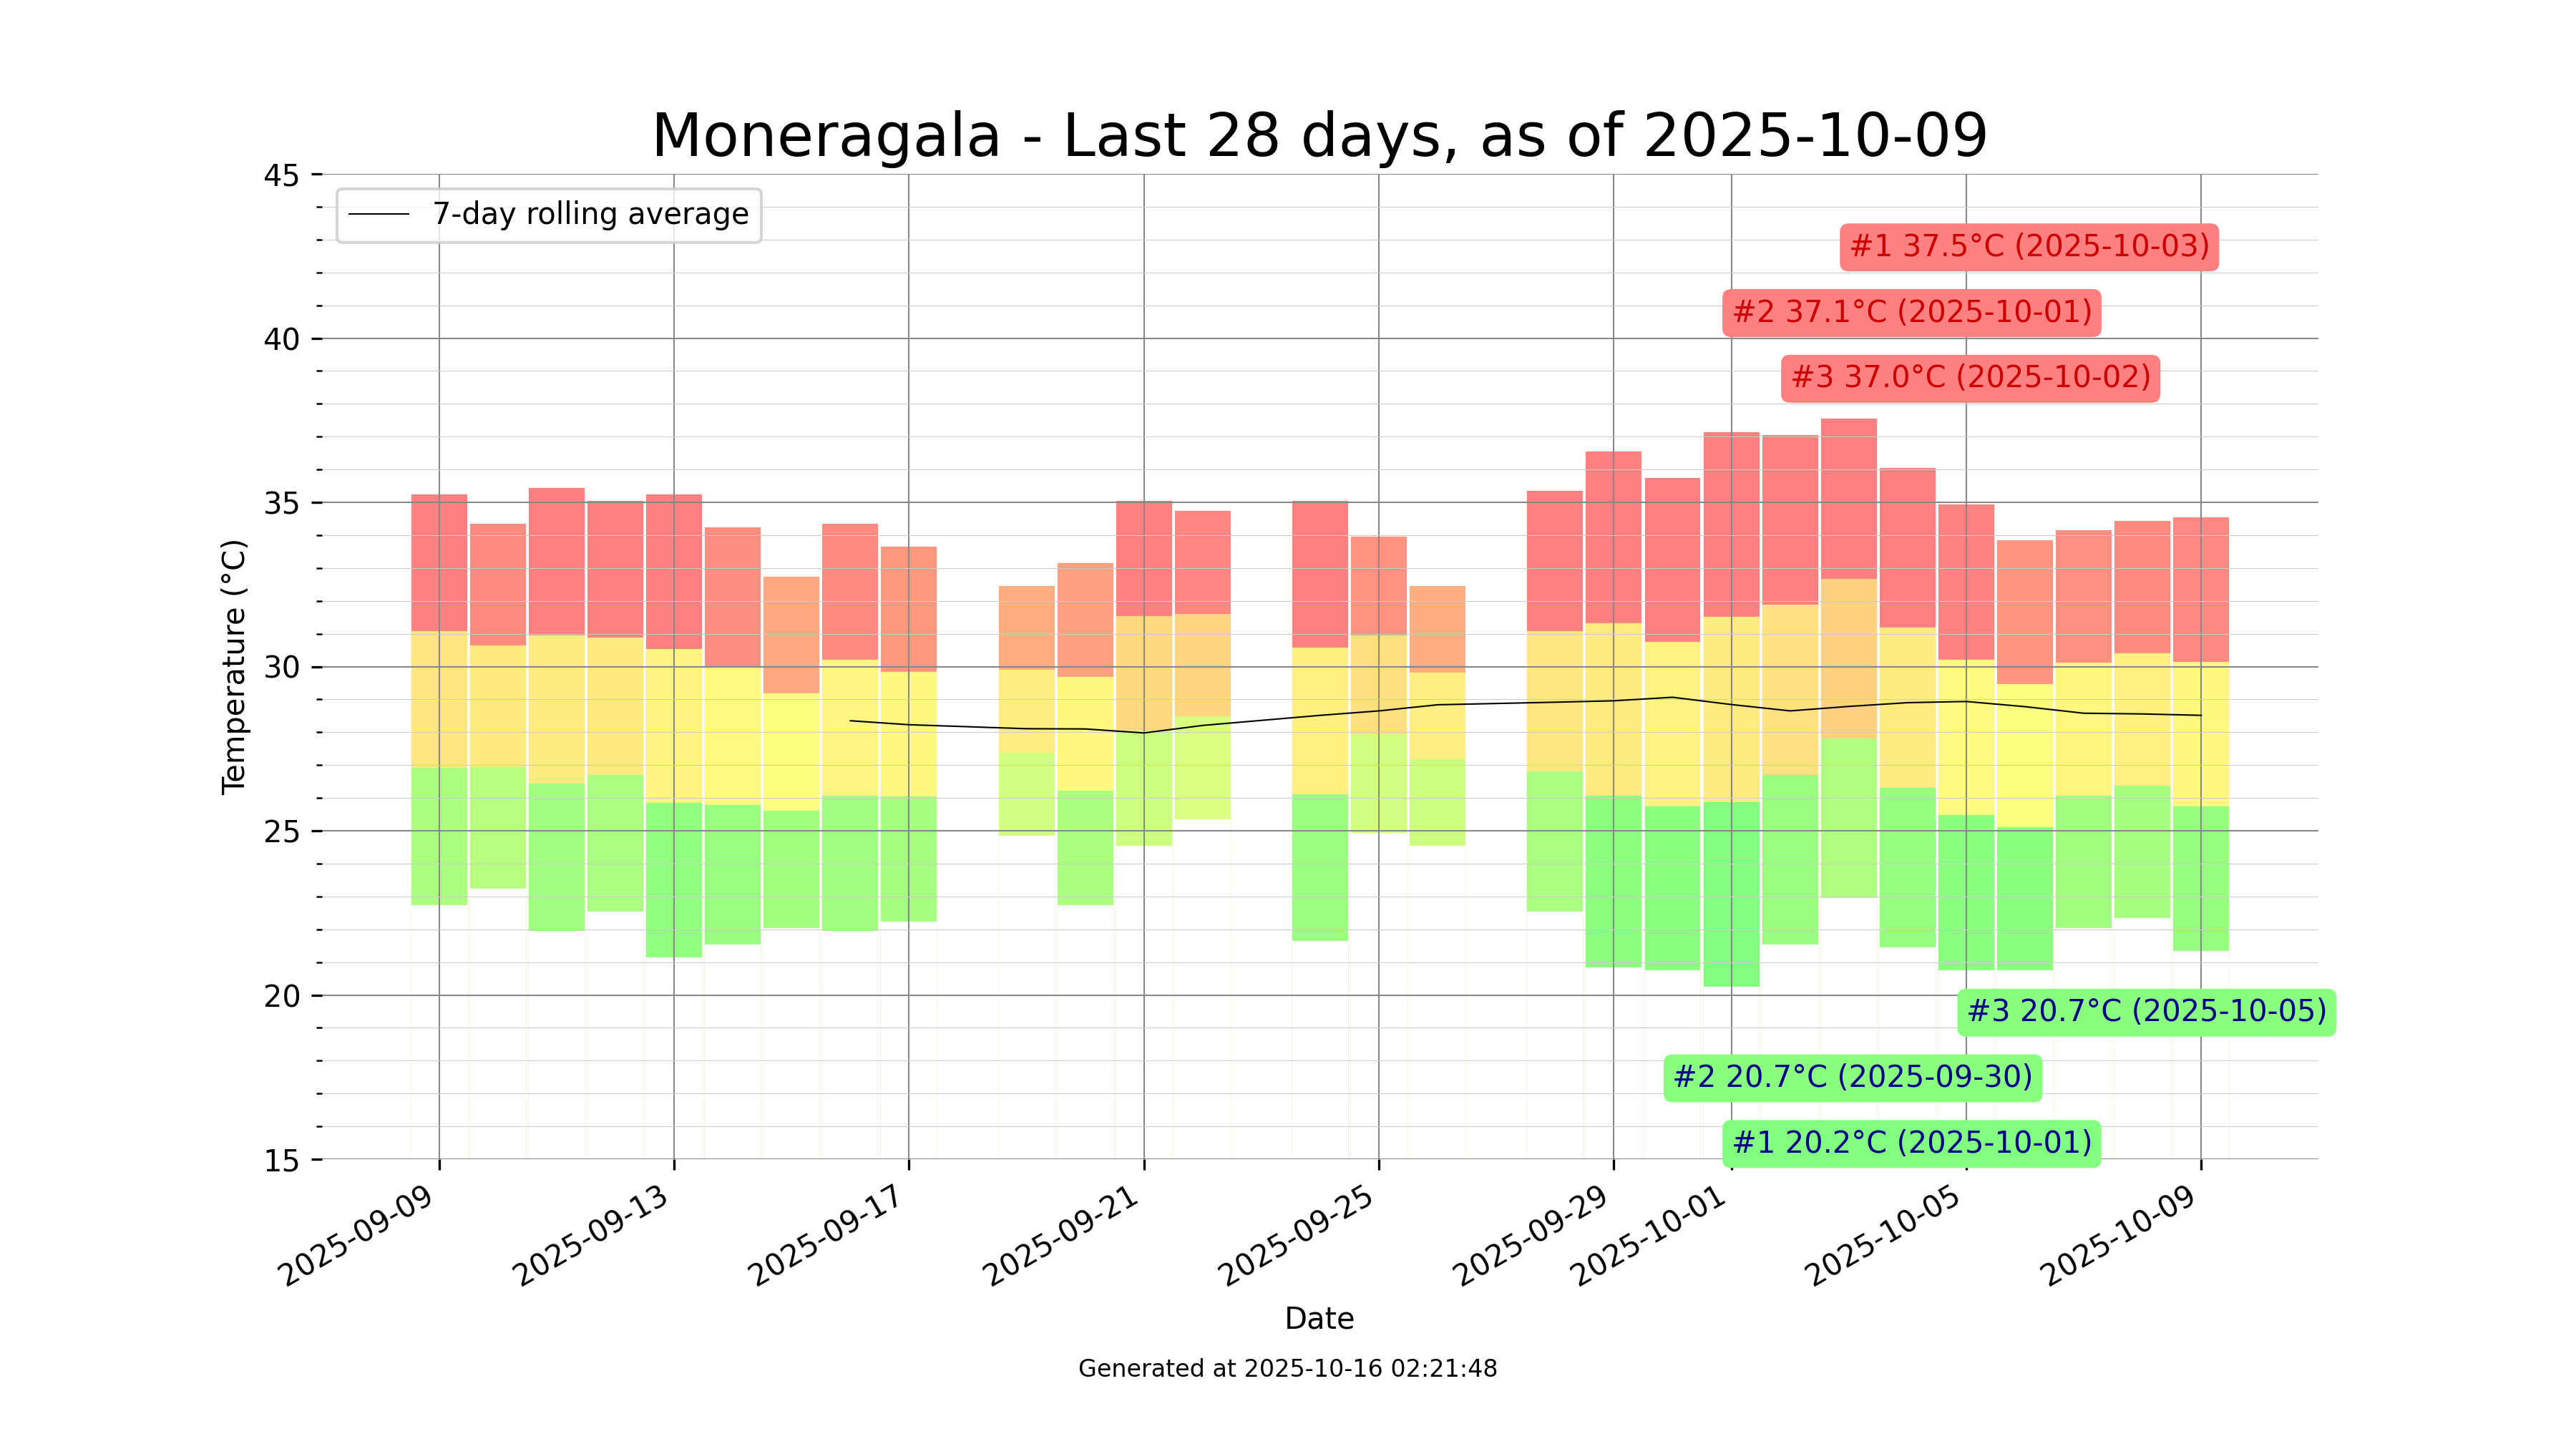 Moneragala - Last 28 days, as of 2025-10-09
45
7-day rolling average
#1 37.5°C (2025-10-03)
#2 37.1°C (2025-10-01)
40
#3 37.0°C (2025-10-02)
35
30
Temperature (°C)
25
20
#3 20.7°C (2025-10-05)
#2 20.7°C (2025-09-30)
#1 20.2°C (2025-10-01)
15
2025-09-09
2025-09-13
2025-09-17
2025-09-21
2025-09-25
2025-09-29
2025-10-01
2025-10-05
2025-10-09
Date
Generated at 2025-10-16 02:21:48